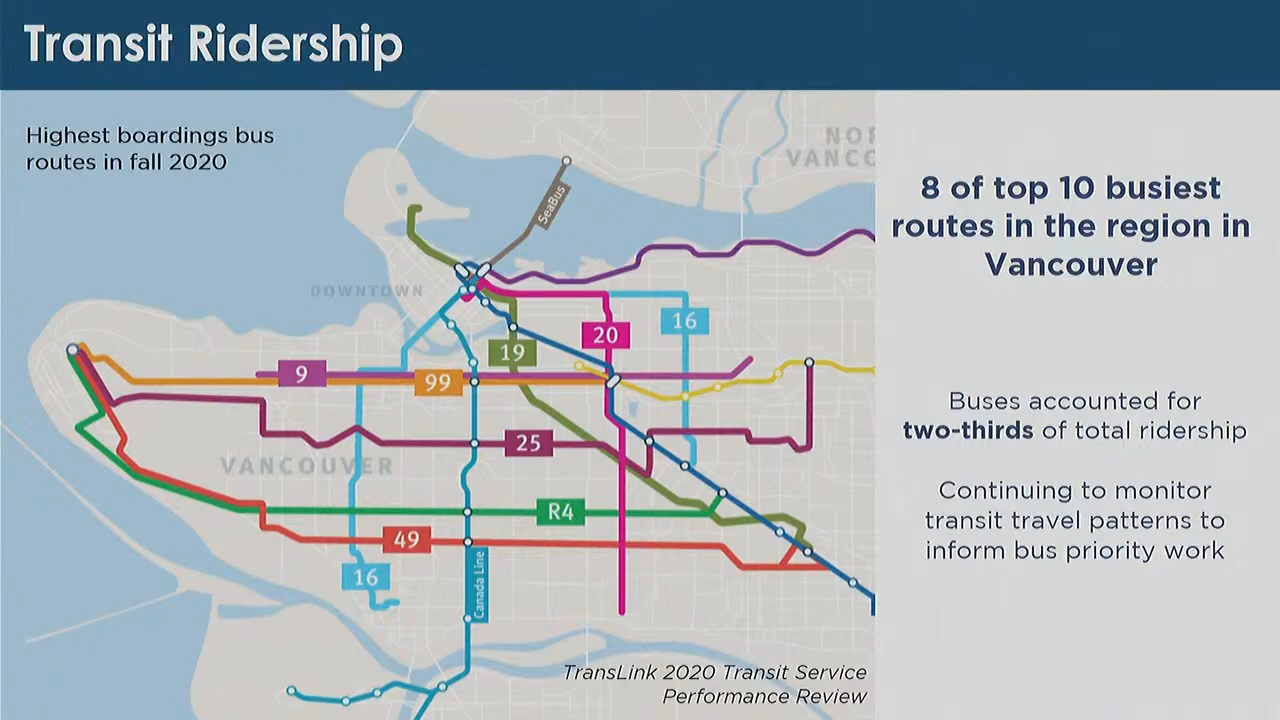 Transit Ridership
Highest boardings bus
routes in fall 2020
NOR
VANCO
SeaBus
DOWNTOWN
16
20
19
9
99
25
VANCOUVER
R4
49
16
Canada Line
TransLink 2020 Transit Service
Performance Review
8 of top 10 busiest
routes in the region in
Vancouver
Buses accounted for
two-thirds of total ridership
Continuing to monitor
transit travel patterns to
inform bus priority work